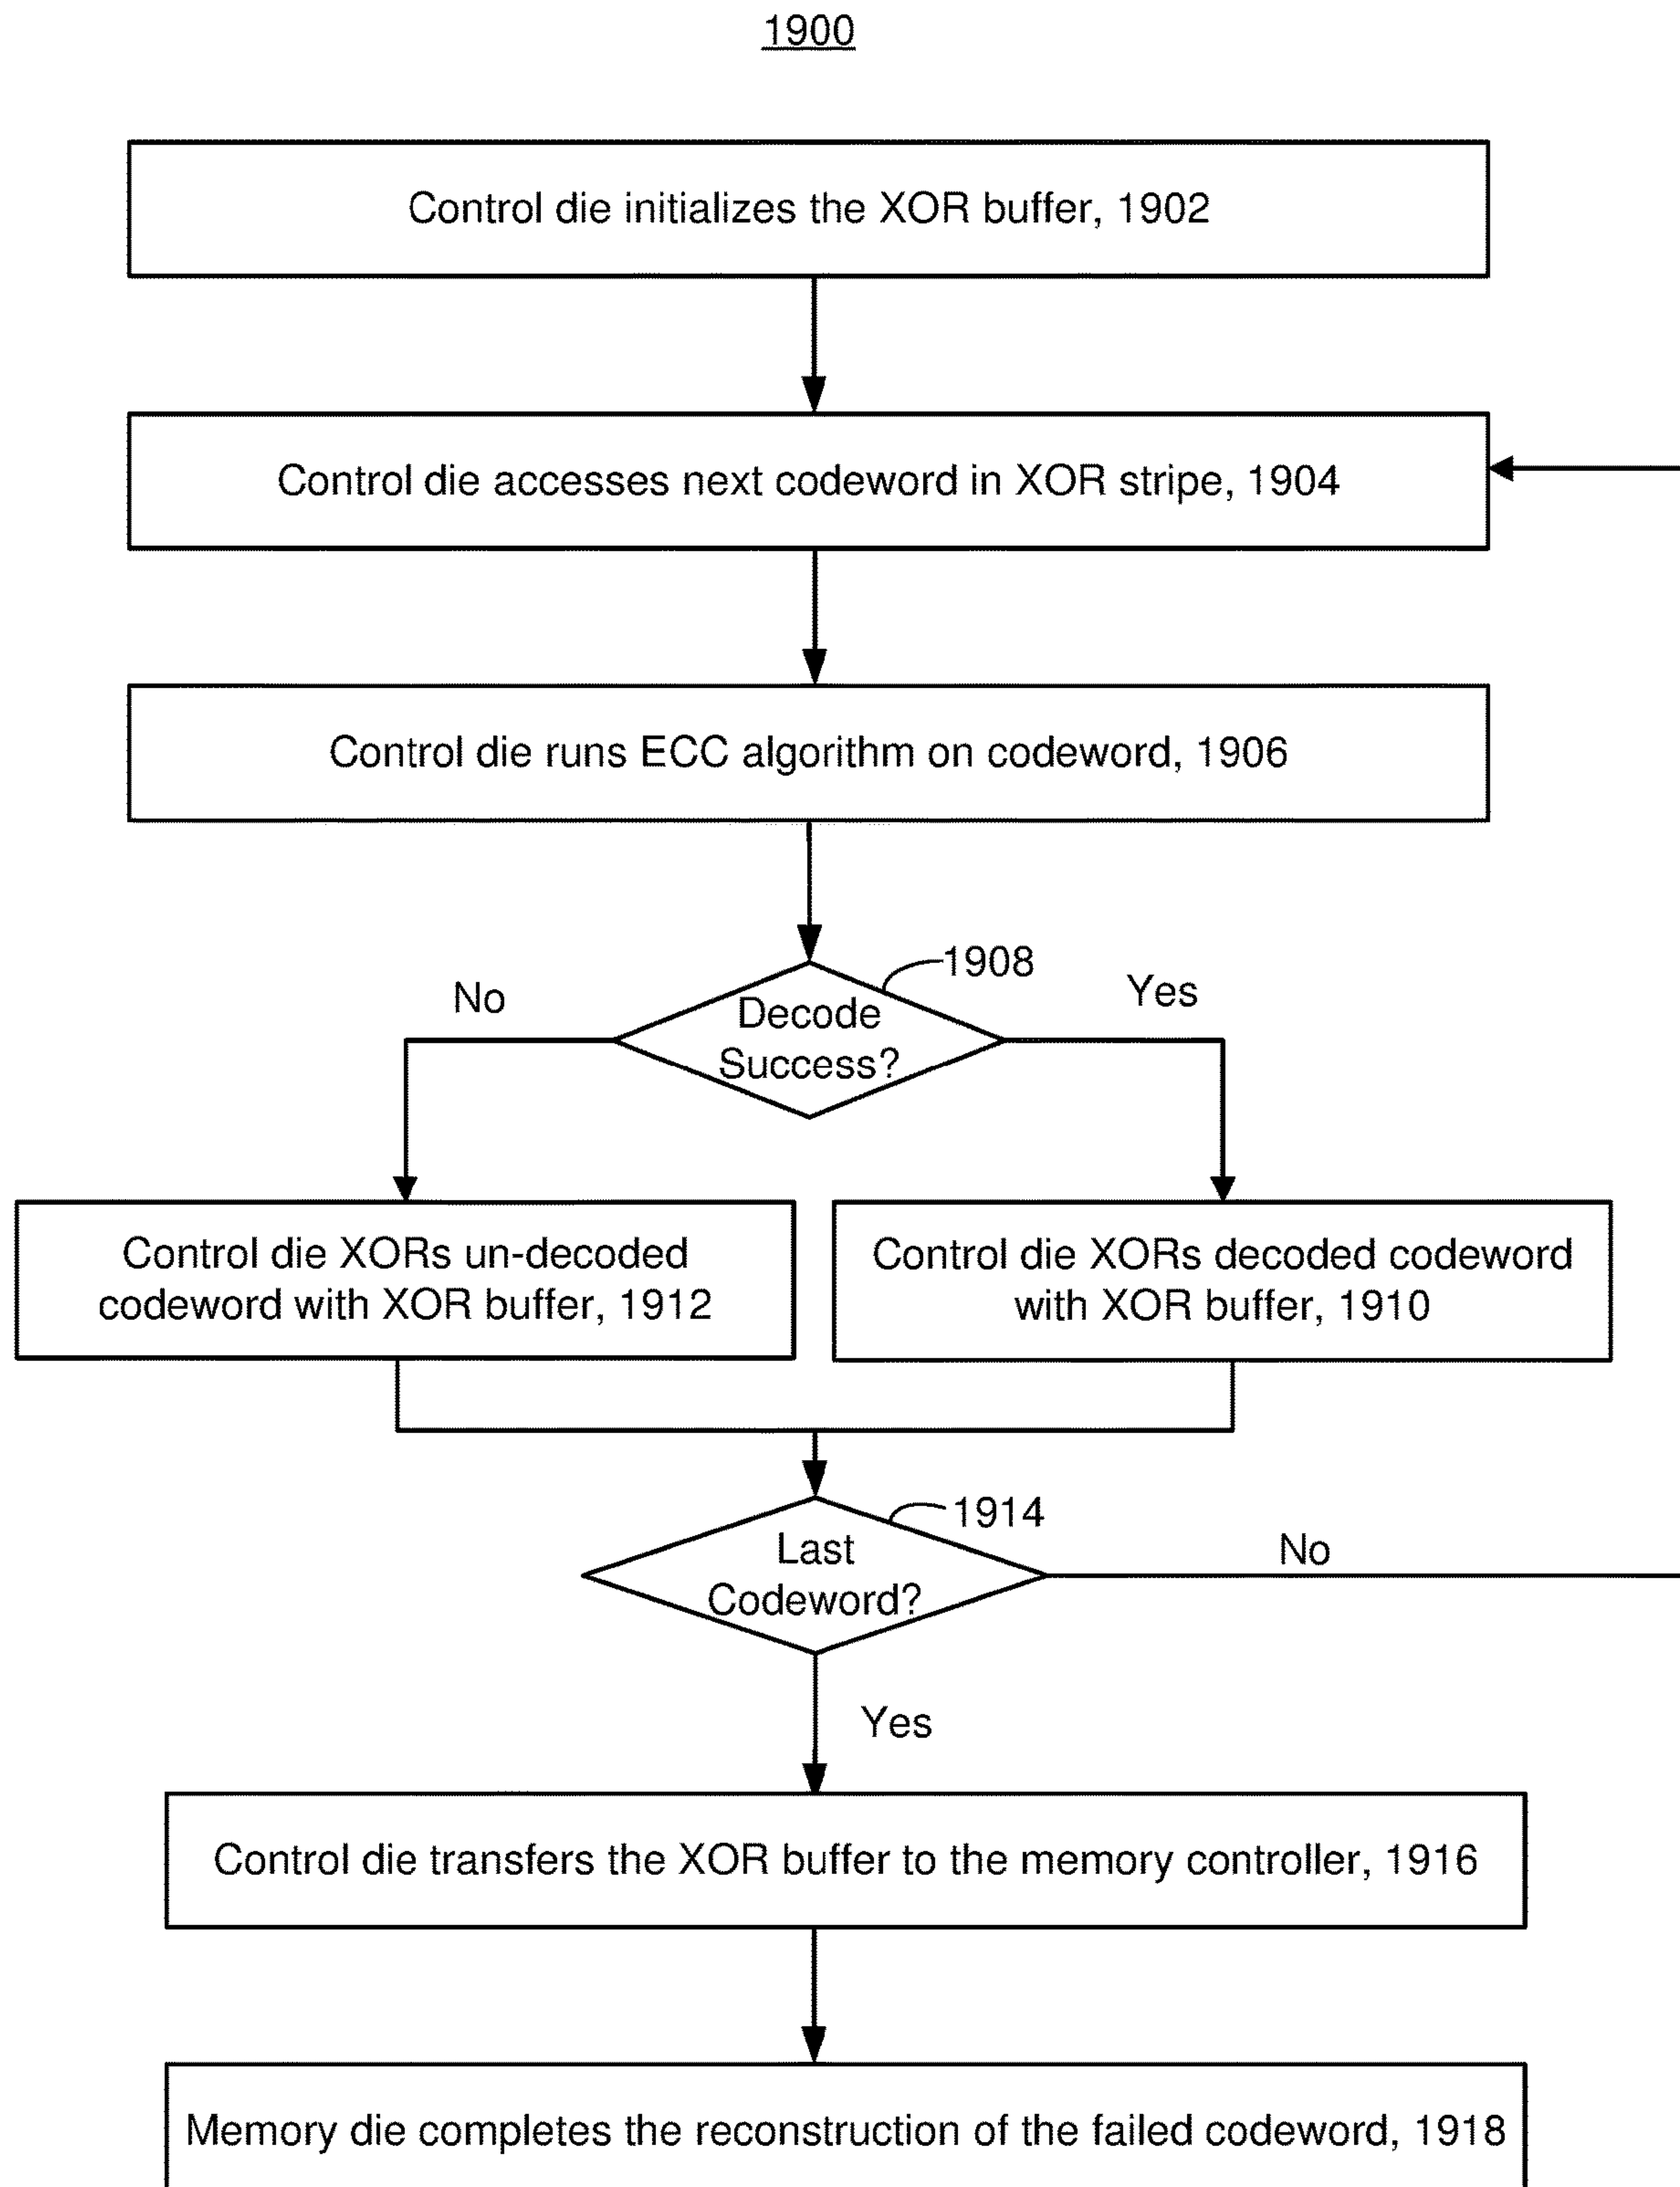 1900
Control die initializes the XOR buffer, 1902
Control die accesses next codeword in XOR stripe, 1904
Control die runs ECC algorithm on codeword, 1906
1908
No
Yes
Decode
Success?
Control die XORs un-decoded
codeword with XOR buffer, 1912
Control die XORs decoded codeword
with XOR buffer, 1910
1914
Last
Codeword?
No
Yes
Control die transfers the XOR buffer to the memory controller, 1916
Memory die completes the reconstruction of the failed codeword, 1918